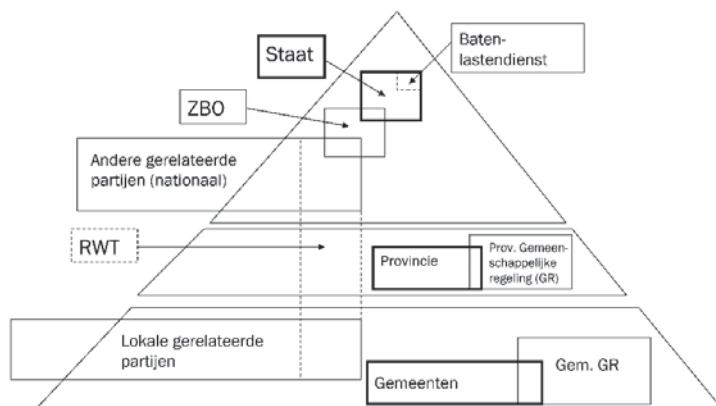 Staat
Baten-
lastendienst
ZBO
Andere gerelateerde
partijen (nationaal)
RWT
Provincie
Prov. Gemeen-
schappelijke
regeling (GR)
Lokale gerelateerde
partijen
Gemeenten
Gem. GR